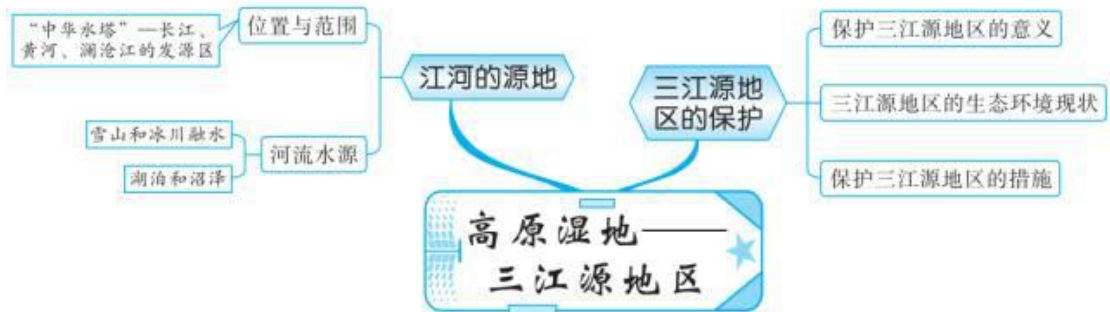 “中华水塔”—长江、
黄河、澜沧江的发源区
位置与范围
江河的源地
雪山和冰川融水
湖泊和沼泽
河流水源
三江源地
区的保护
保护三江源地区的意义
三江源地区的生态环境现状
保护三江源地区的措施
高原湿地——
三江源地区